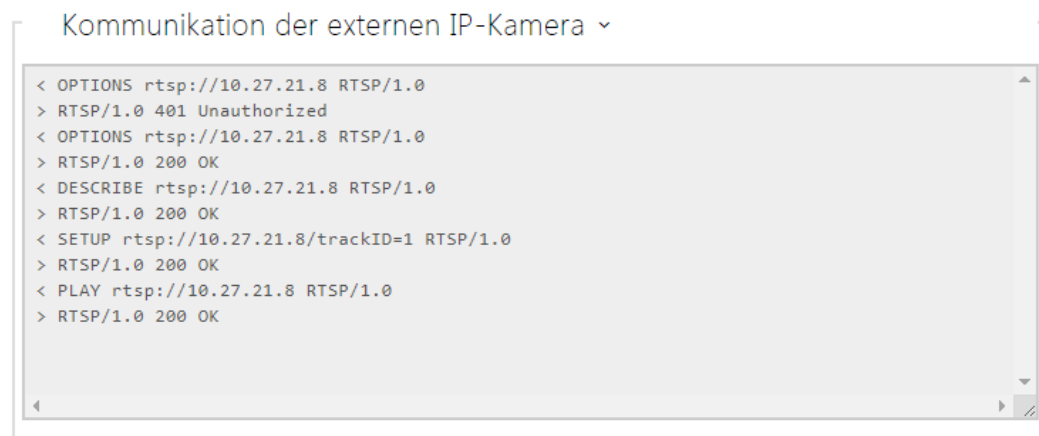 Kommunikation der externen IP-Kamera
< OPTIONS rtsp://10.27.21.8 RTSP/1.0
> RTSP/1.0 401 Unauthorized
< OPTIONS rtsp://10.27.21.8 RTSP/1.0
> RTSP/1.0 200 OK
< DESCRIBE rtsp://10.27.21.8 RTSP/1.0
> RTSP/1.0 200 OK
< SETUP rtsp://10.27.21.8/trackID=1 RTSP/1.0
> RTSP/1.0 200 OK
< PLAY rtsp://10.27.21.8 RTSP/1.0
> RTSP/1.0 200 OK